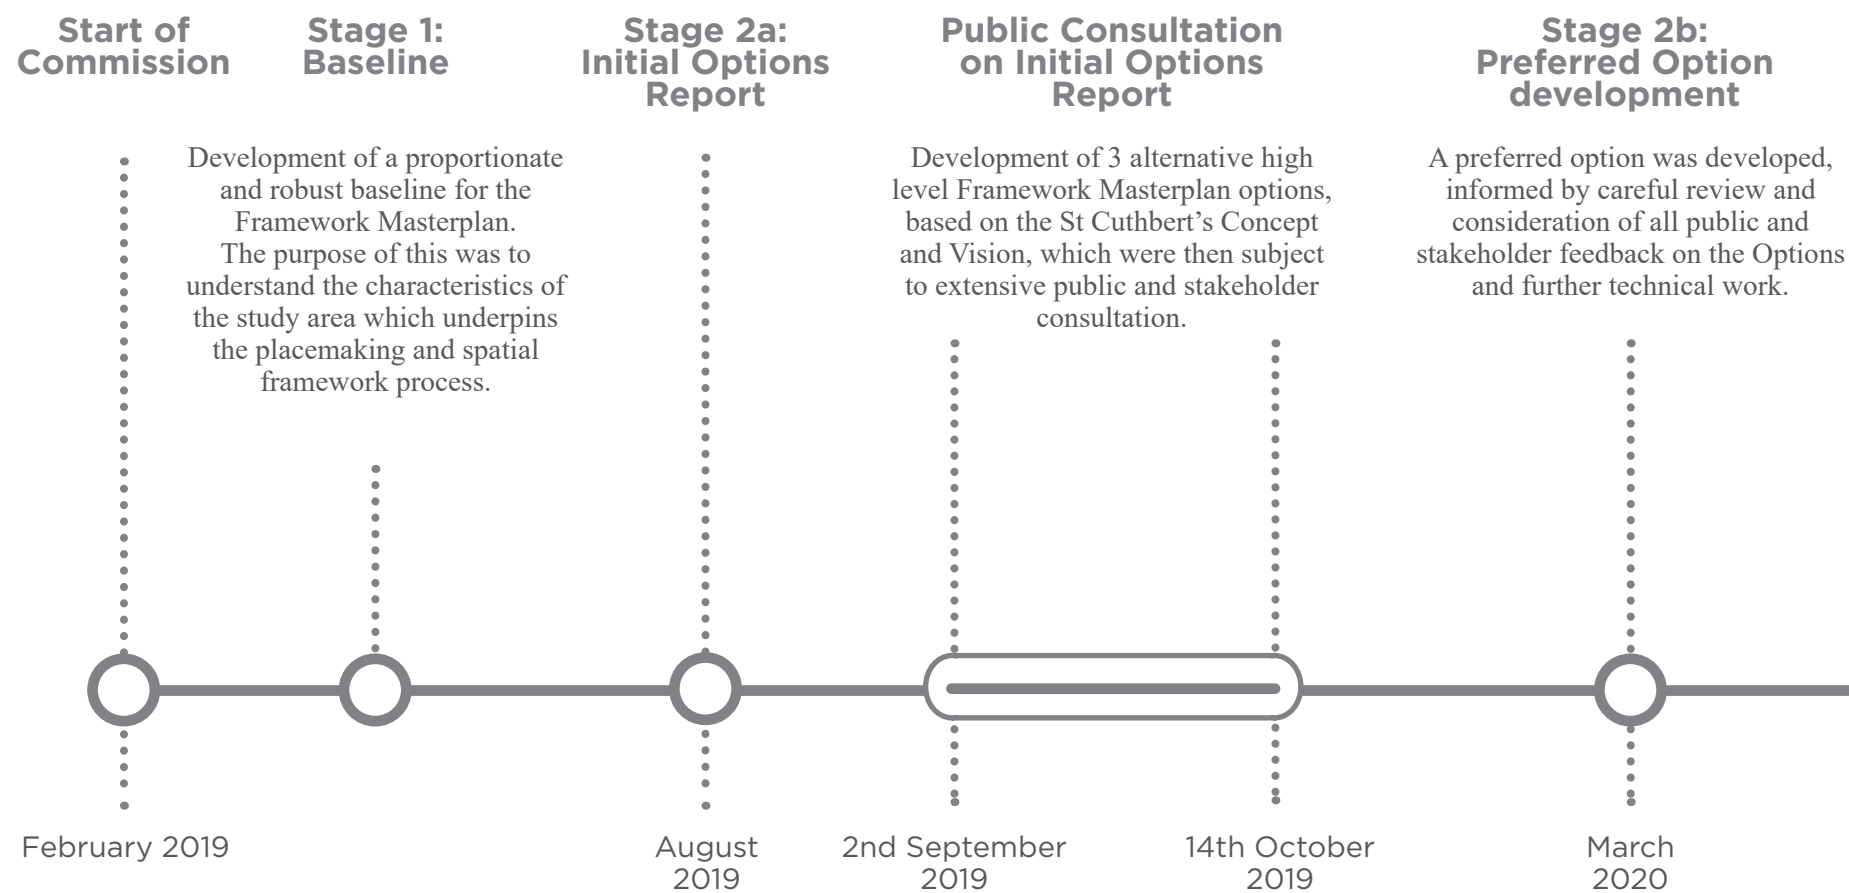 Start of
Commission
Stage 1:
Baseline
Development of a proportionate
and robust baseline for the
Framework Masterplan.
The purpose of this was to
understand the characteristics of
the study area which underpins
the placemaking and spatial
framework process.
Stage 2a:
Initial Options
Report
Public Consultation
on Initial Options
Report
Development of 3 alternative high
level Framework Masterplan options,
based on the St Cuthbert’s Concept
and Vision, which were then subject
to extensive public and stakeholder
consultation.
Stage 2b:
Preferred Option
development
A preferred option was developed,
informed by careful review and
consideration of all public and
stakeholder feedback on the Options
and further technical work.
February 2019
August
2019
2nd September
2019
14th October
2019
March
2020